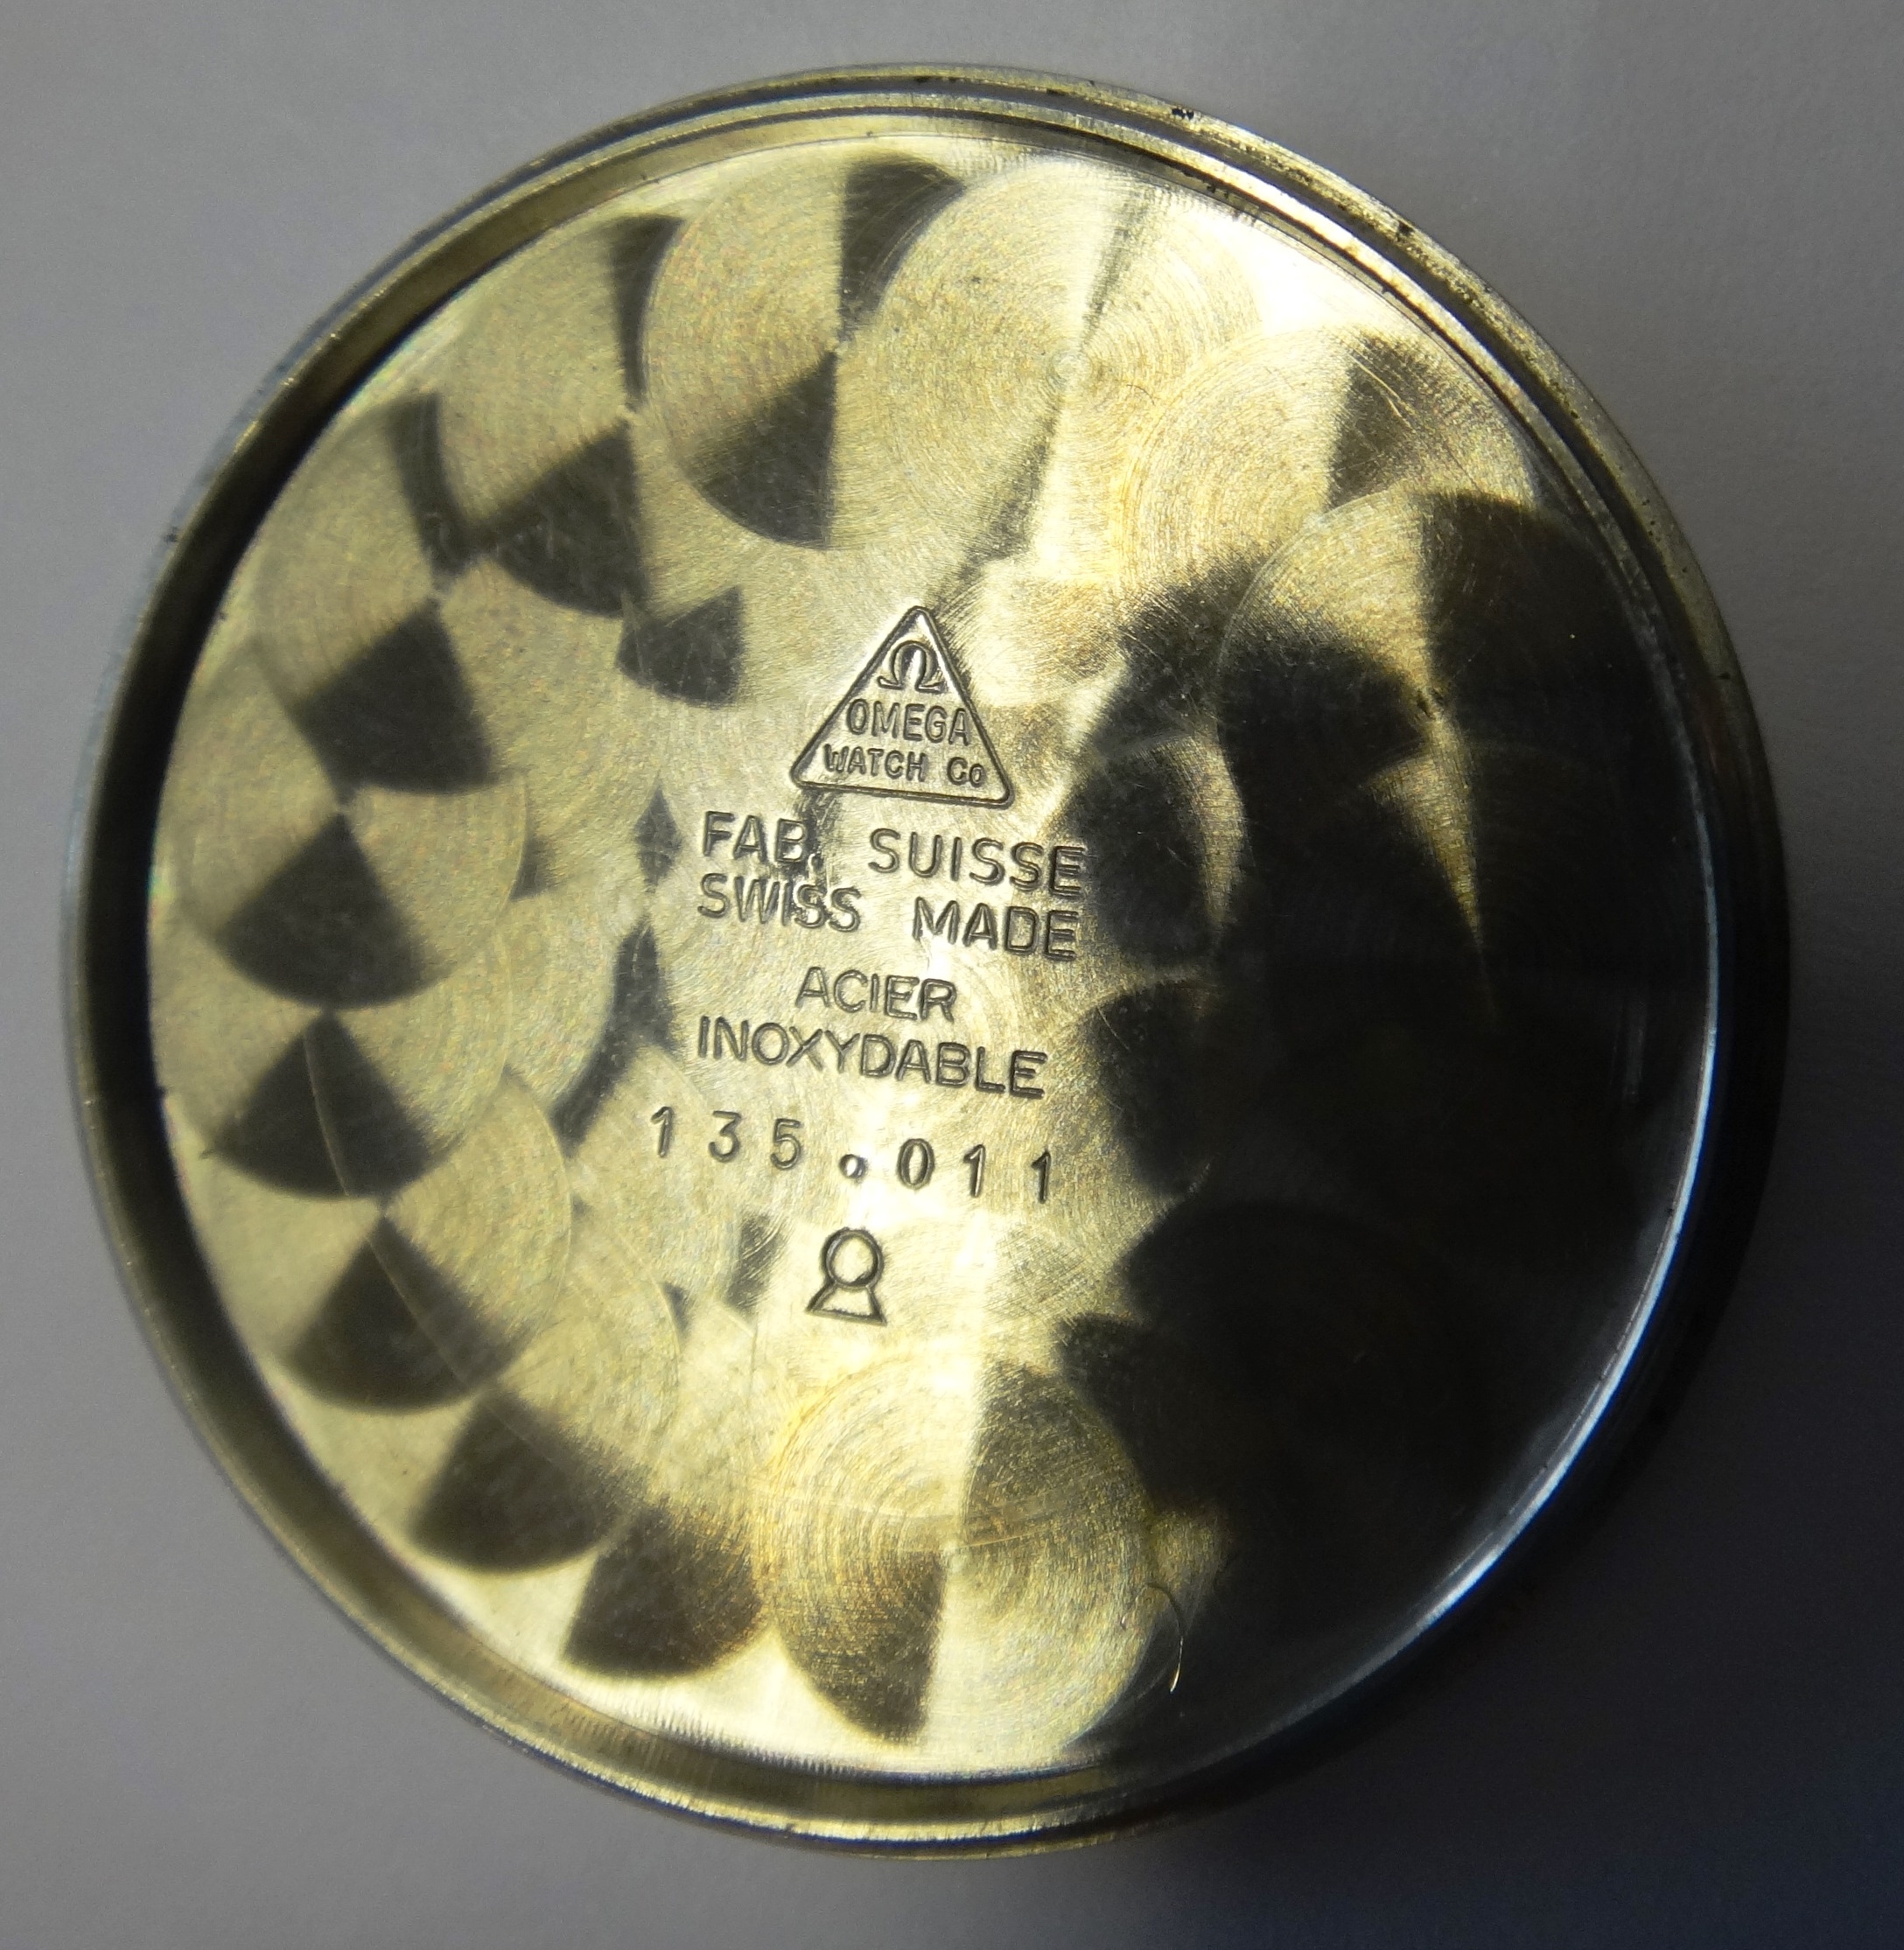 Ω
OMEGA
WATCH Co
FAB. SUISSE
SWISS MADE
ACIER
INOXYDABLE
135.011